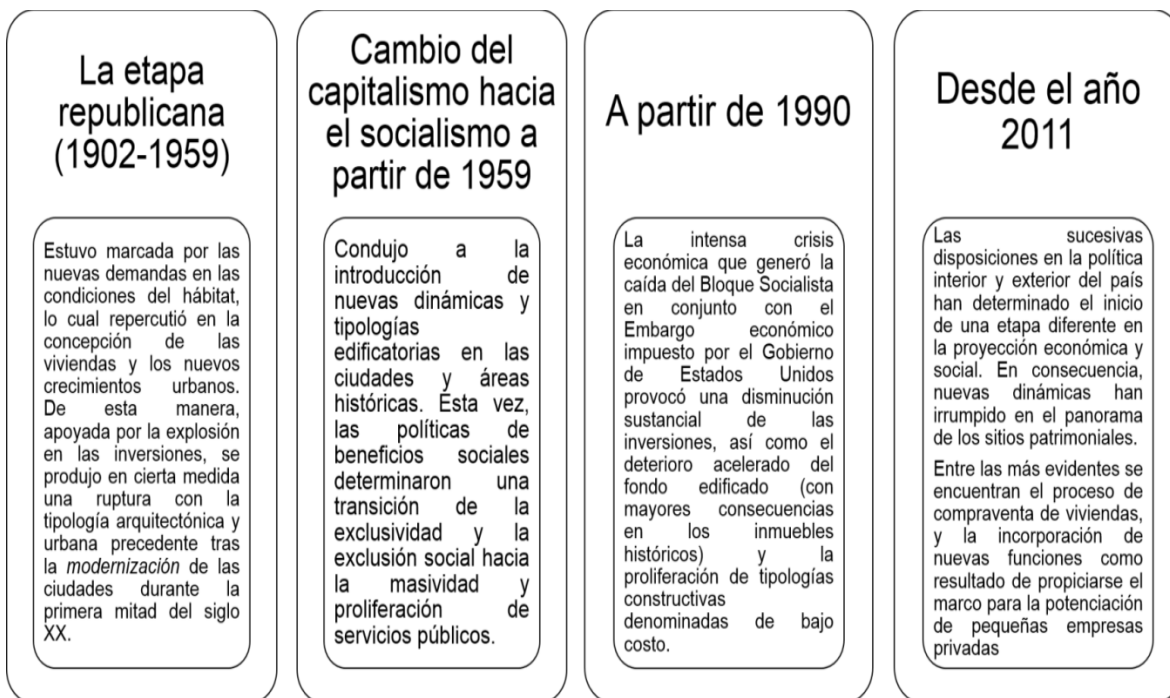 La etapa
republicana
(1902-1959)
Estuvo marcada por las
nuevas demandas en las
condiciones del hábitat,
lo cual repercutió en la
concepción de las
viviendas y los nuevos
crecimientos urbanos.
De esta manera,
apoyada por la explosión
en las inversiones, se
produjo en cierta medida
una ruptura con la
tipología arquitectónica y
urbana precedente tras
la modernización de las
ciudades durante la
primera mitad del siglo
XX.
Cambio del
capitalismo hacia
el socialismo a
partir de 1959
Condujo a la
introducción de
nuevas dinámicas y
tipologías
edificatorias en las
ciudades y áreas
históricas. Esta vez,
las políticas de
beneficios sociales
determinaron una
transición de la
exclusividad y la
exclusión social hacia
la masividad y
proliferación de
servicios públicos.
A partir de 1990
La intensa crisis
económica que generó la
caída del Bloque Socialista
en conjunto con el
Embargo económico
impuesto por el Gobierno
de Estados Unidos
provocó una disminución
sustancial de las
inversiones, así como el
deterioro acelerado del
fondo edificado (con
mayores consecuencias
en los inmuebles
históricos) y la
proliferación de tipologías
constructivas
denominadas de bajo
costo.
Desde el año
2011
Las sucesivas
disposiciones en la política
interior y exterior del país
han determinado el inicio
de una etapa diferente en
la proyección económica y
social. En consecuencia,
nuevas dinámicas han
irrumpido en el panorama
de los sitios patrimoniales.
Entre las más evidentes se
encuentran el proceso de
compraventa de viviendas,
y la incorporación de
nuevas funciones como
resultado de propiciarse el
marco para la potenciación
de pequeñas empresas
privadas